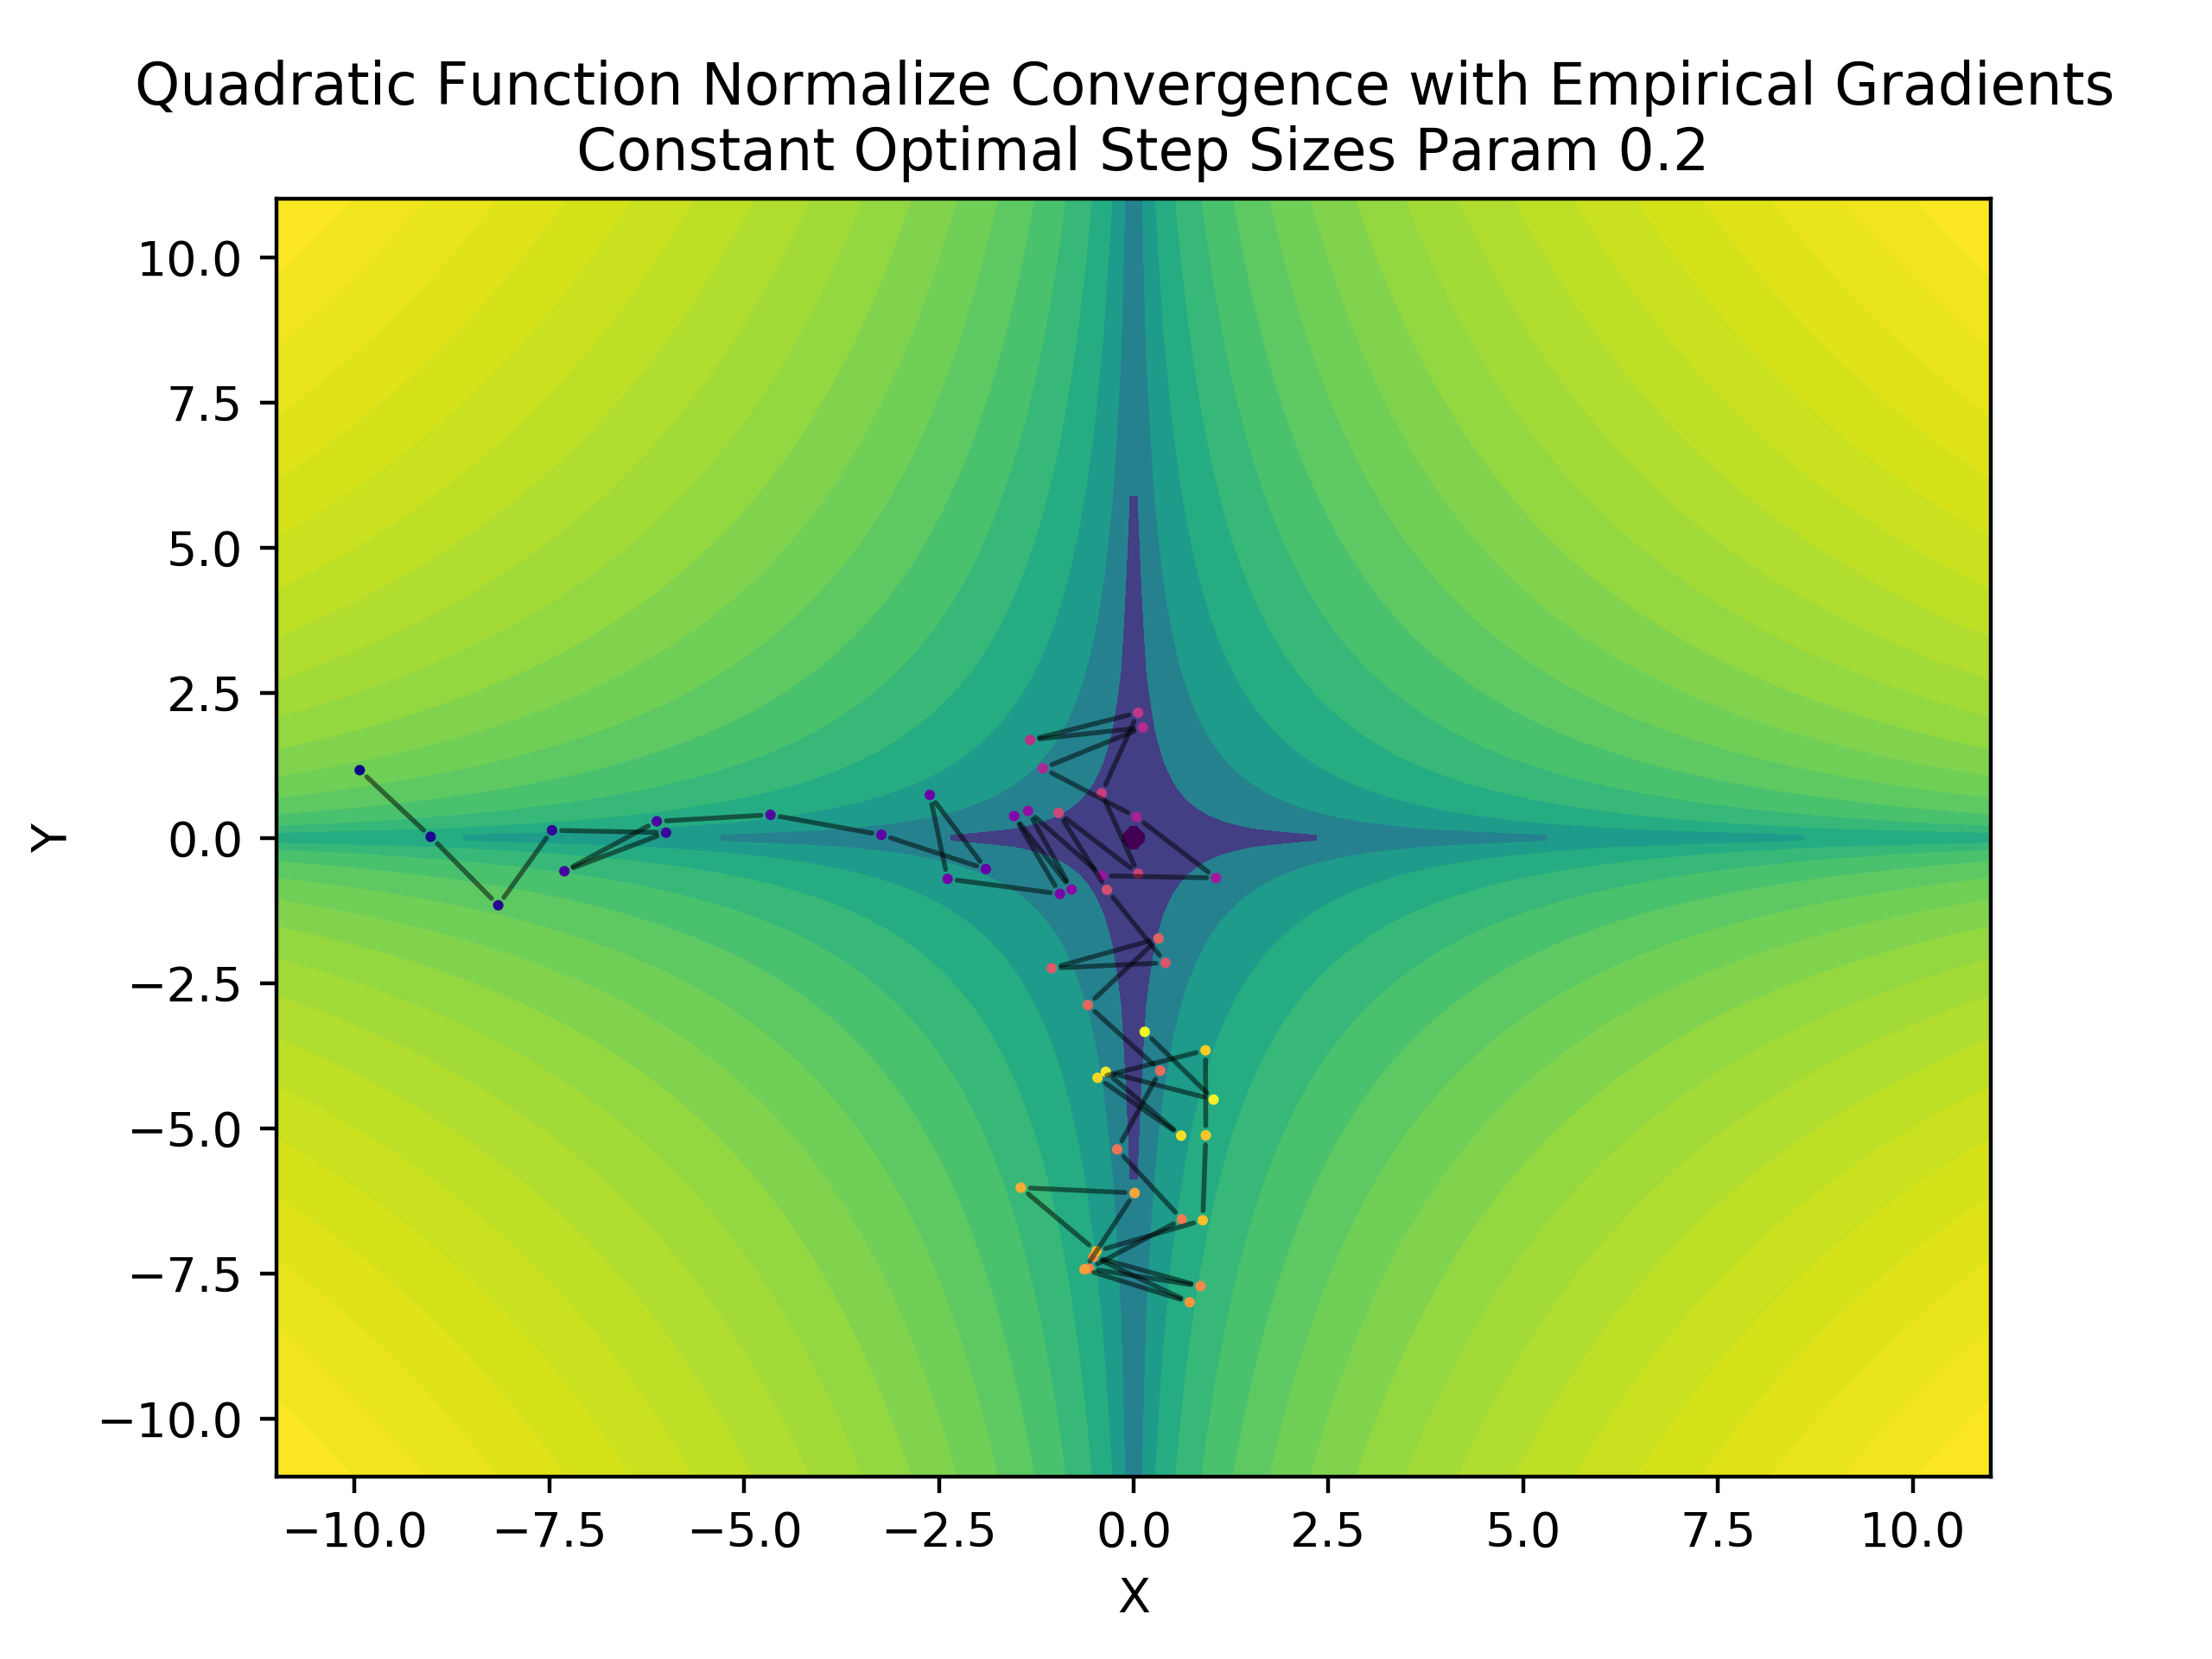 Quadratic Function Normalize Convergence with Empirical Gradients
Constant Optimal Step Sizes Param 0.2
10.0
7.5
5.0
2.5
0.0
−2.5
−5.0
−7.5
−10.0
Y
−10.0 −7.5 −5.0 −2.5 0.0 2.5 5.0 7.5 10.0
X